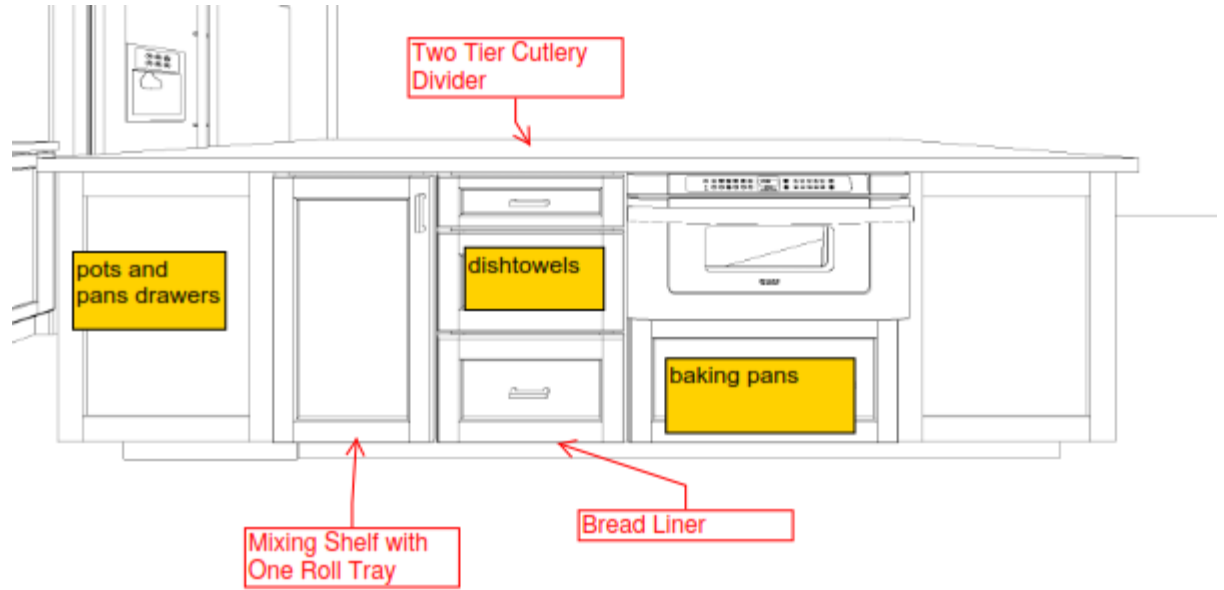 Two Tier Cutlery
Divider
pots and
pans drawers
dishtowels
baking pans
Bread Liner
Mixing Shelf with
One Roll Tray